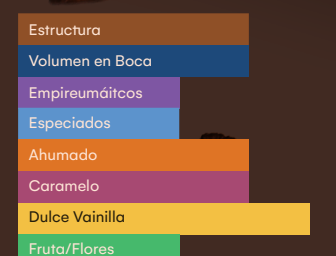 Estructura
Volumen en Boca
Empireumáitcos
Especiados
Ahumado
Caramelo
Dulce Vainilla
Fruta/Flores